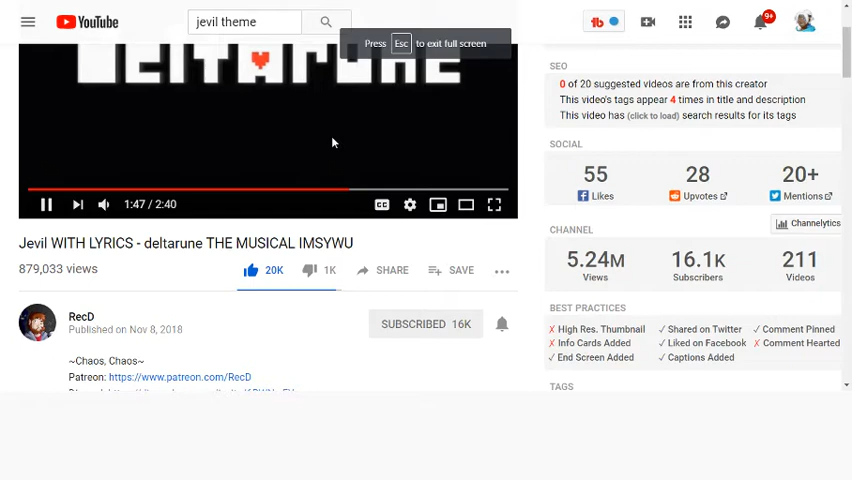 YouTube
jevil theme
9+
Press Esc to exit full screen
deltarune
1:47 / 2:40
CC
Jevil WITH LYRICS - deltarune THE MUSICAL IMSYWU
879,033 views
20K
1K
SHARE
SAVE
RecD
Published on Nov 8, 2018
SUBSCRIBED 16K
~Chaos, Chaos~
Patreon: https://www.patreon.com/RecD
SEO
0 of 20 suggested videos are from this creator
This video's tags appear 4 times in title and description
This video has (click to load) search results for its tags
SOCIAL
55 28 20+
Likes Upvotes Mentions
Channelytics
CHANNEL
5.24M 16.1K 211
Views Subscribers Videos
BEST PRACTICES
✗ High Res. Thumbnail ✓ Shared on Twitter ✓ Comment Pinned
✗ Info Cards Added ✓ Liked on Facebook ✗ Comment Hearted
✓ End Screen Added ✓ Captions Added
TAGS